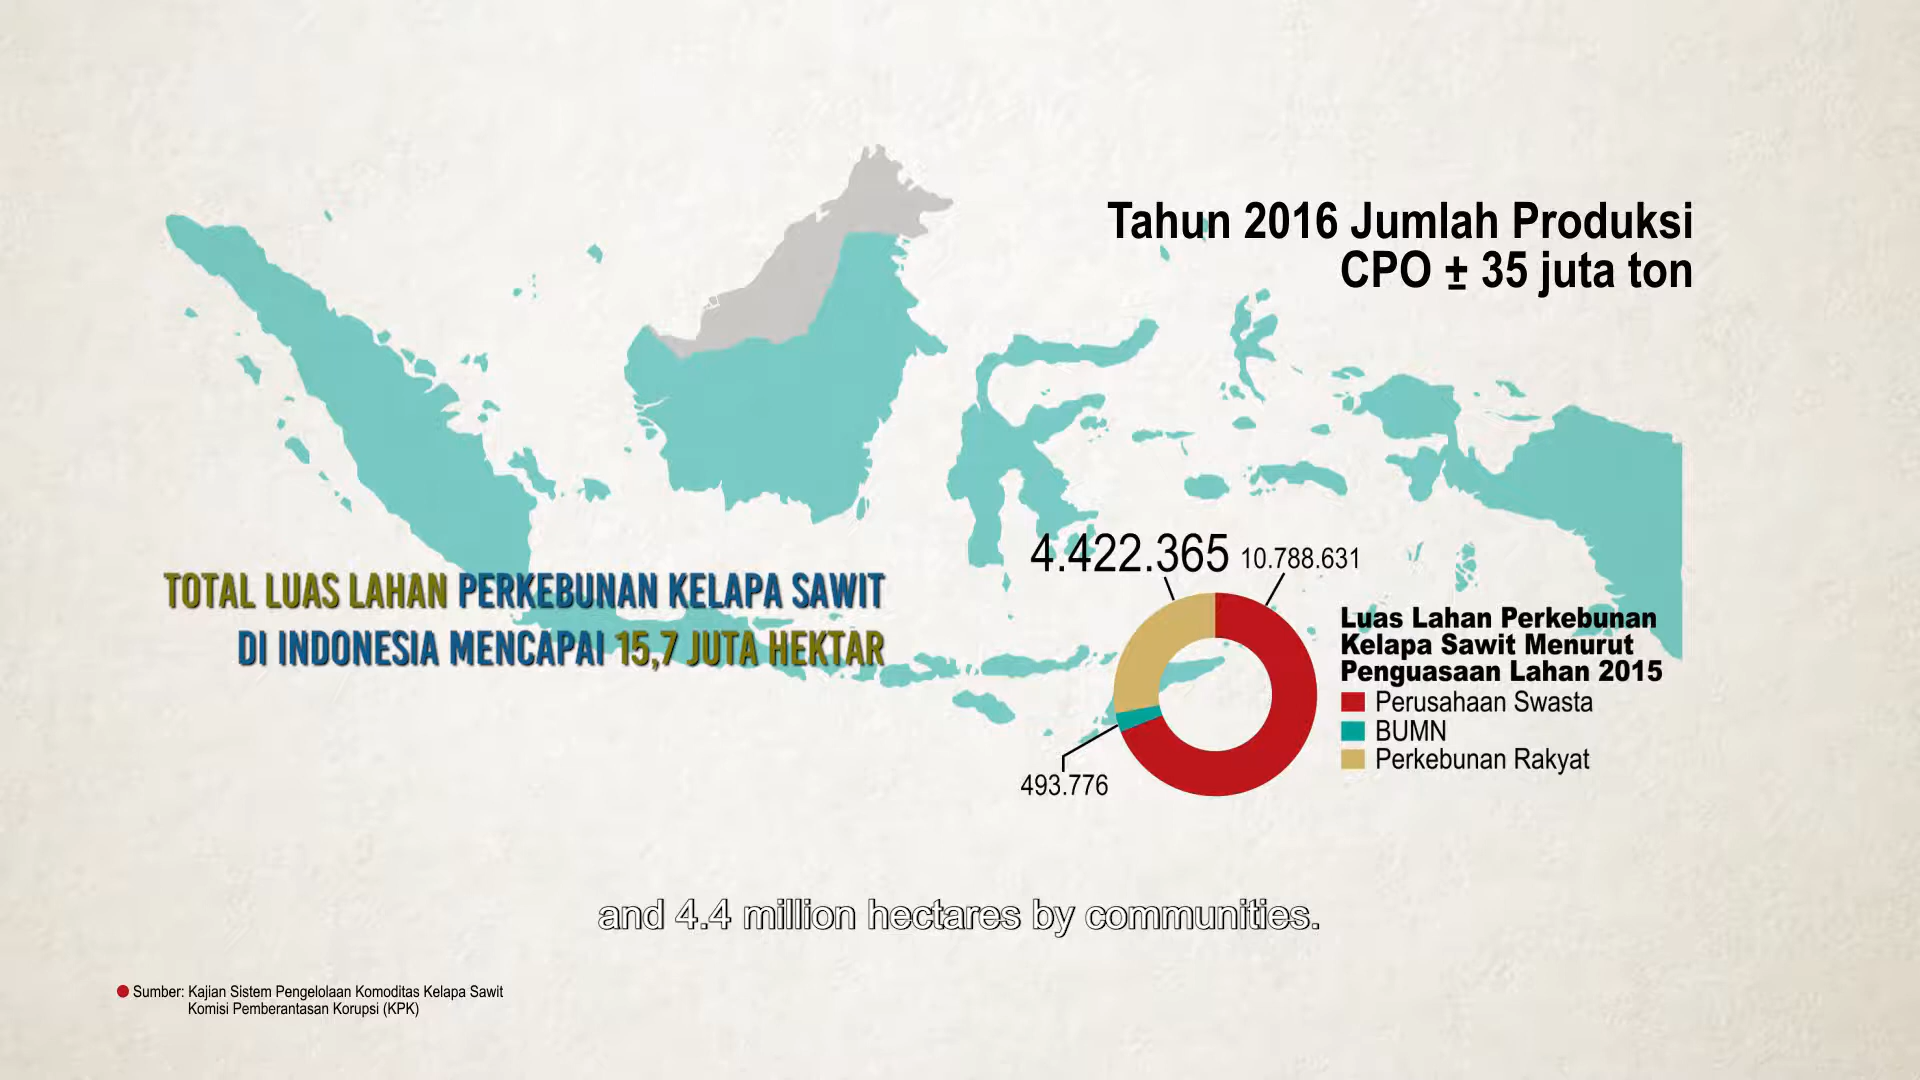 Tahun 2016 Jumlah Produksi
CPO ± 35 juta ton
TOTAL LUAS LAHAN PERKEBUNAN KELAPA SAWIT
DI INDONESIA MENCAPAI 15,7 JUTA HEKTAR
4.422.365
10.788.631
493.776
Luas Lahan Perkebunan
Kelapa Sawit Menurut
Penguasaan Lahan 2015
Perusahaan Swasta
BUMN
Perkebunan Rakyat
and 4.4 million hectares by communities.
Sumber: Kajian Sistem Pengelolaan Komoditas Kelapa Sawit
Komisi Pemberantasan Korupsi (KPK)